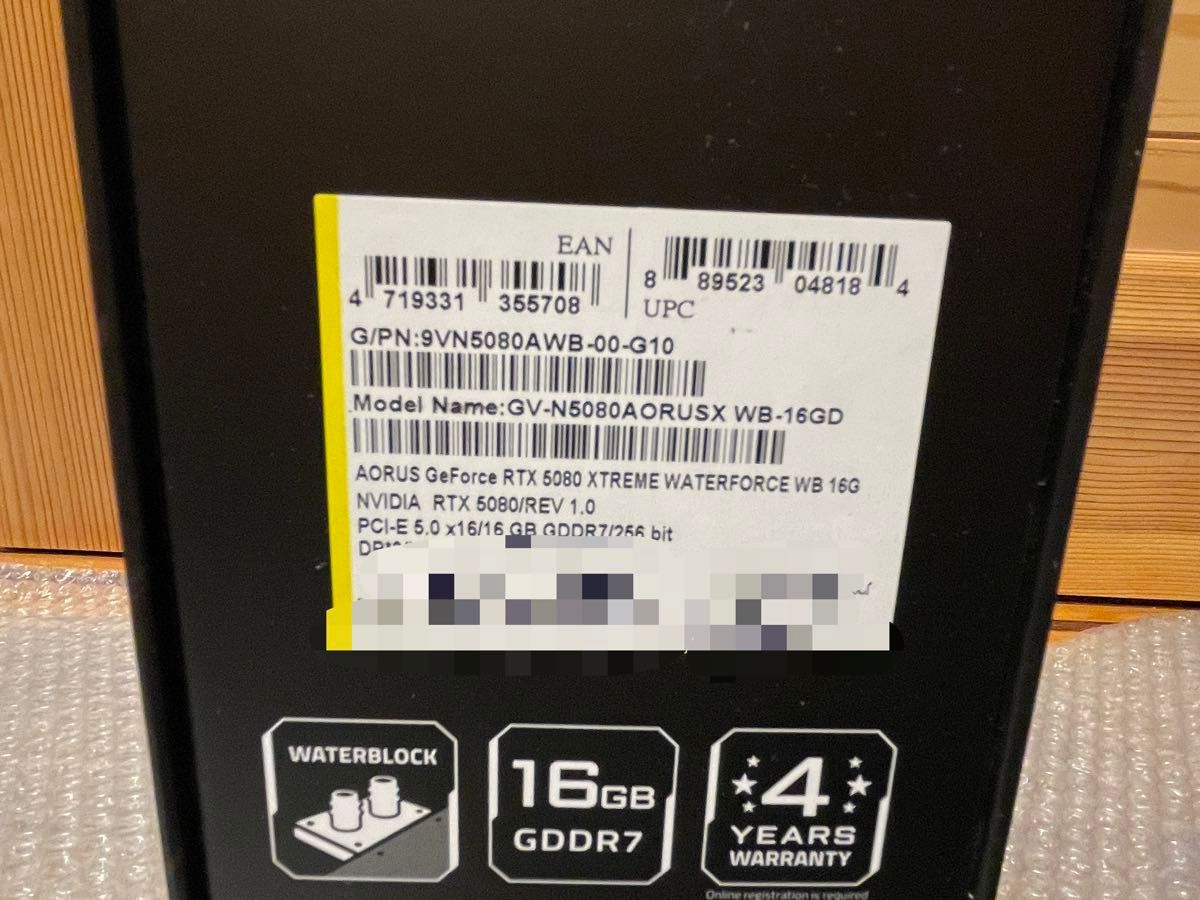 EAN
4 719331 355708
8 89523 04818 4
UPC
G/PN:9VN5080AWB-00-G10
Model Name:GV-N5080AORUSX WB-16GD
AORUS GeForce RTX 5080 XTREME WATERFORCE WB 16G
NVIDIA RTX 5080/REV 1.0
PCI-E 5.0 x16/16 GB GDDR7/256 bit
WATERBLOCK
16GB
GDDR7
4
YEARS
WARRANTY
Online registration is required